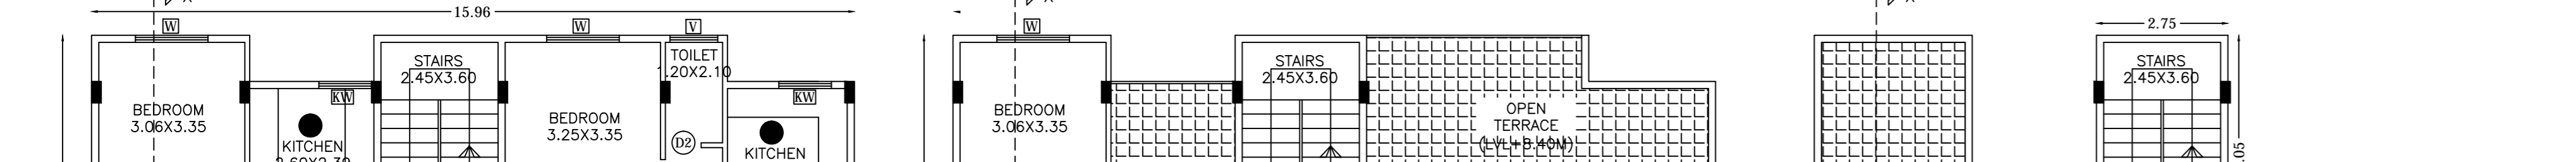 15.96
2.75
W
W
V
W
STAIRS
2.45X3.60
TOILET
1.20X2.10
STAIRS
2.45X3.60
STAIRS
2.45X3.60
KW
KW
BEDROOM
3.06X3.35
BEDROOM
3.25X3.35
BEDROOM
3.06X3.35
OPEN
TERRACE
(LVL+8.40M)
KITCHEN
D2
KITCHEN